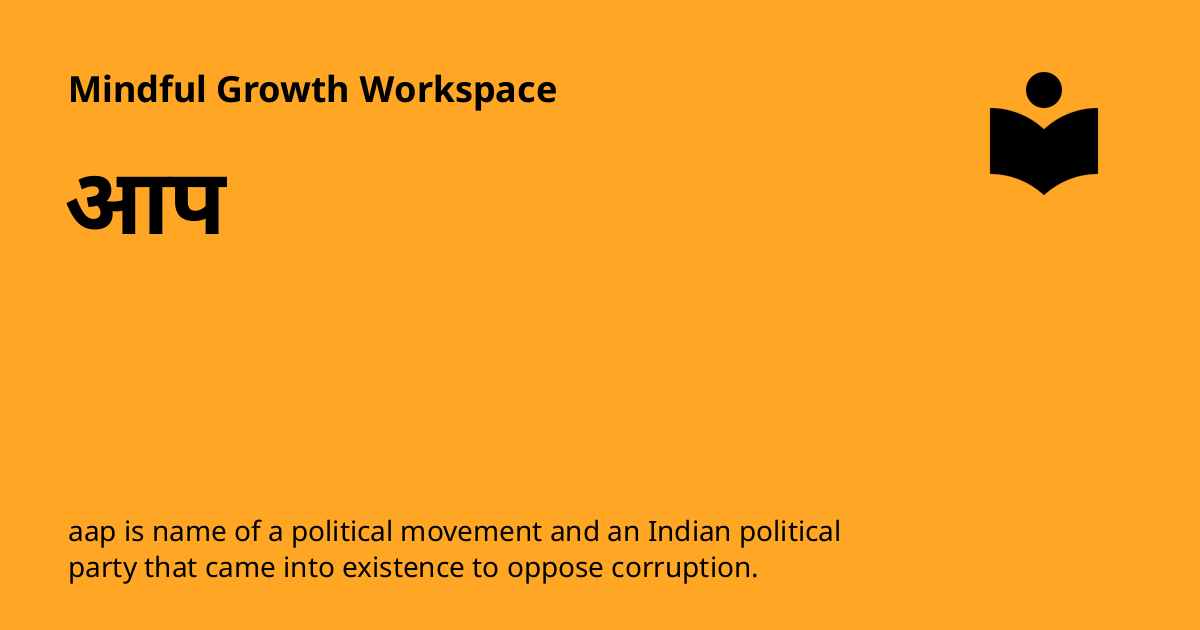 Mindful Growth Workspace
आप
aap is name of a political movement and an Indian political
party that came into existence to oppose corruption.